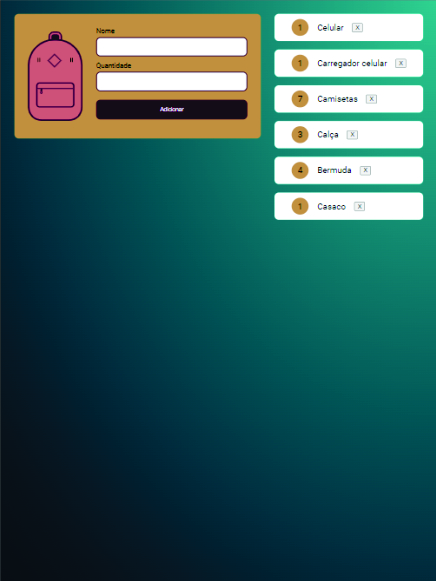 Nome
Quantidade
Adicionar
1 Celular X
1 Carregador celular X
7 Camisetas X
3 Calça X
4 Bermuda X
1 Casaco X